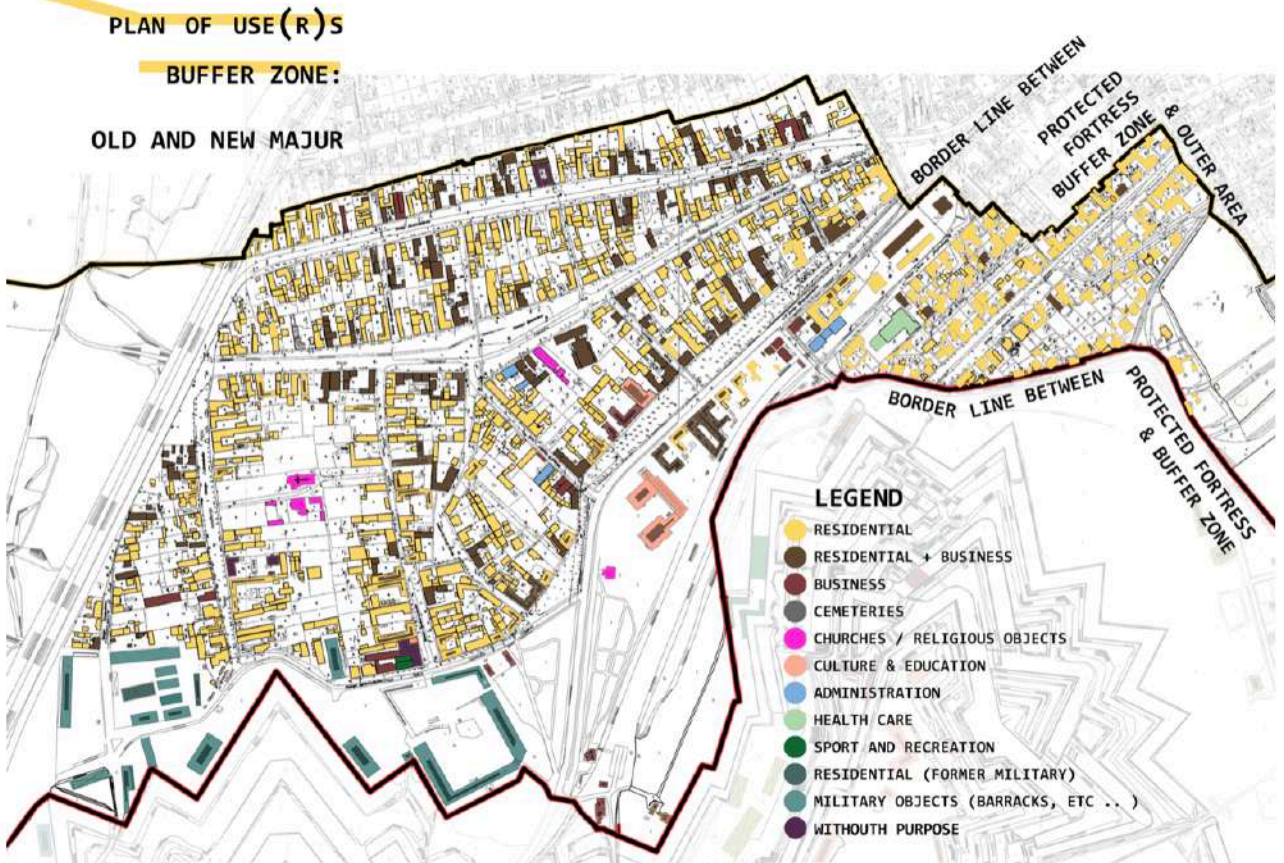 PLAN OF USE(R)S
BUFFER ZONE:
OLD AND NEW MAJUR
BORDER LINE BETWEEN
PROTECTED
FORTRESS
BUFFER ZONE
& OUTER AREA
BORDER LINE BETWEEN
PROTECTED FORTRESS
& BUFFER ZONE
LEGEND
RESIDENTIAL
RESIDENTIAL + BUSINESS
BUSINESS
CEMETERIES
CHURCHES / RELIGIOUS OBJECTS
CULTURE & EDUCATION
ADMINISTRATION
HEALTH CARE
SPORT AND RECREATION
RESIDENTIAL (FORMER MILITARY)
MILITARY OBJECTS (BARRACKS, ETC .. )
WITHOUTH PURPOSE